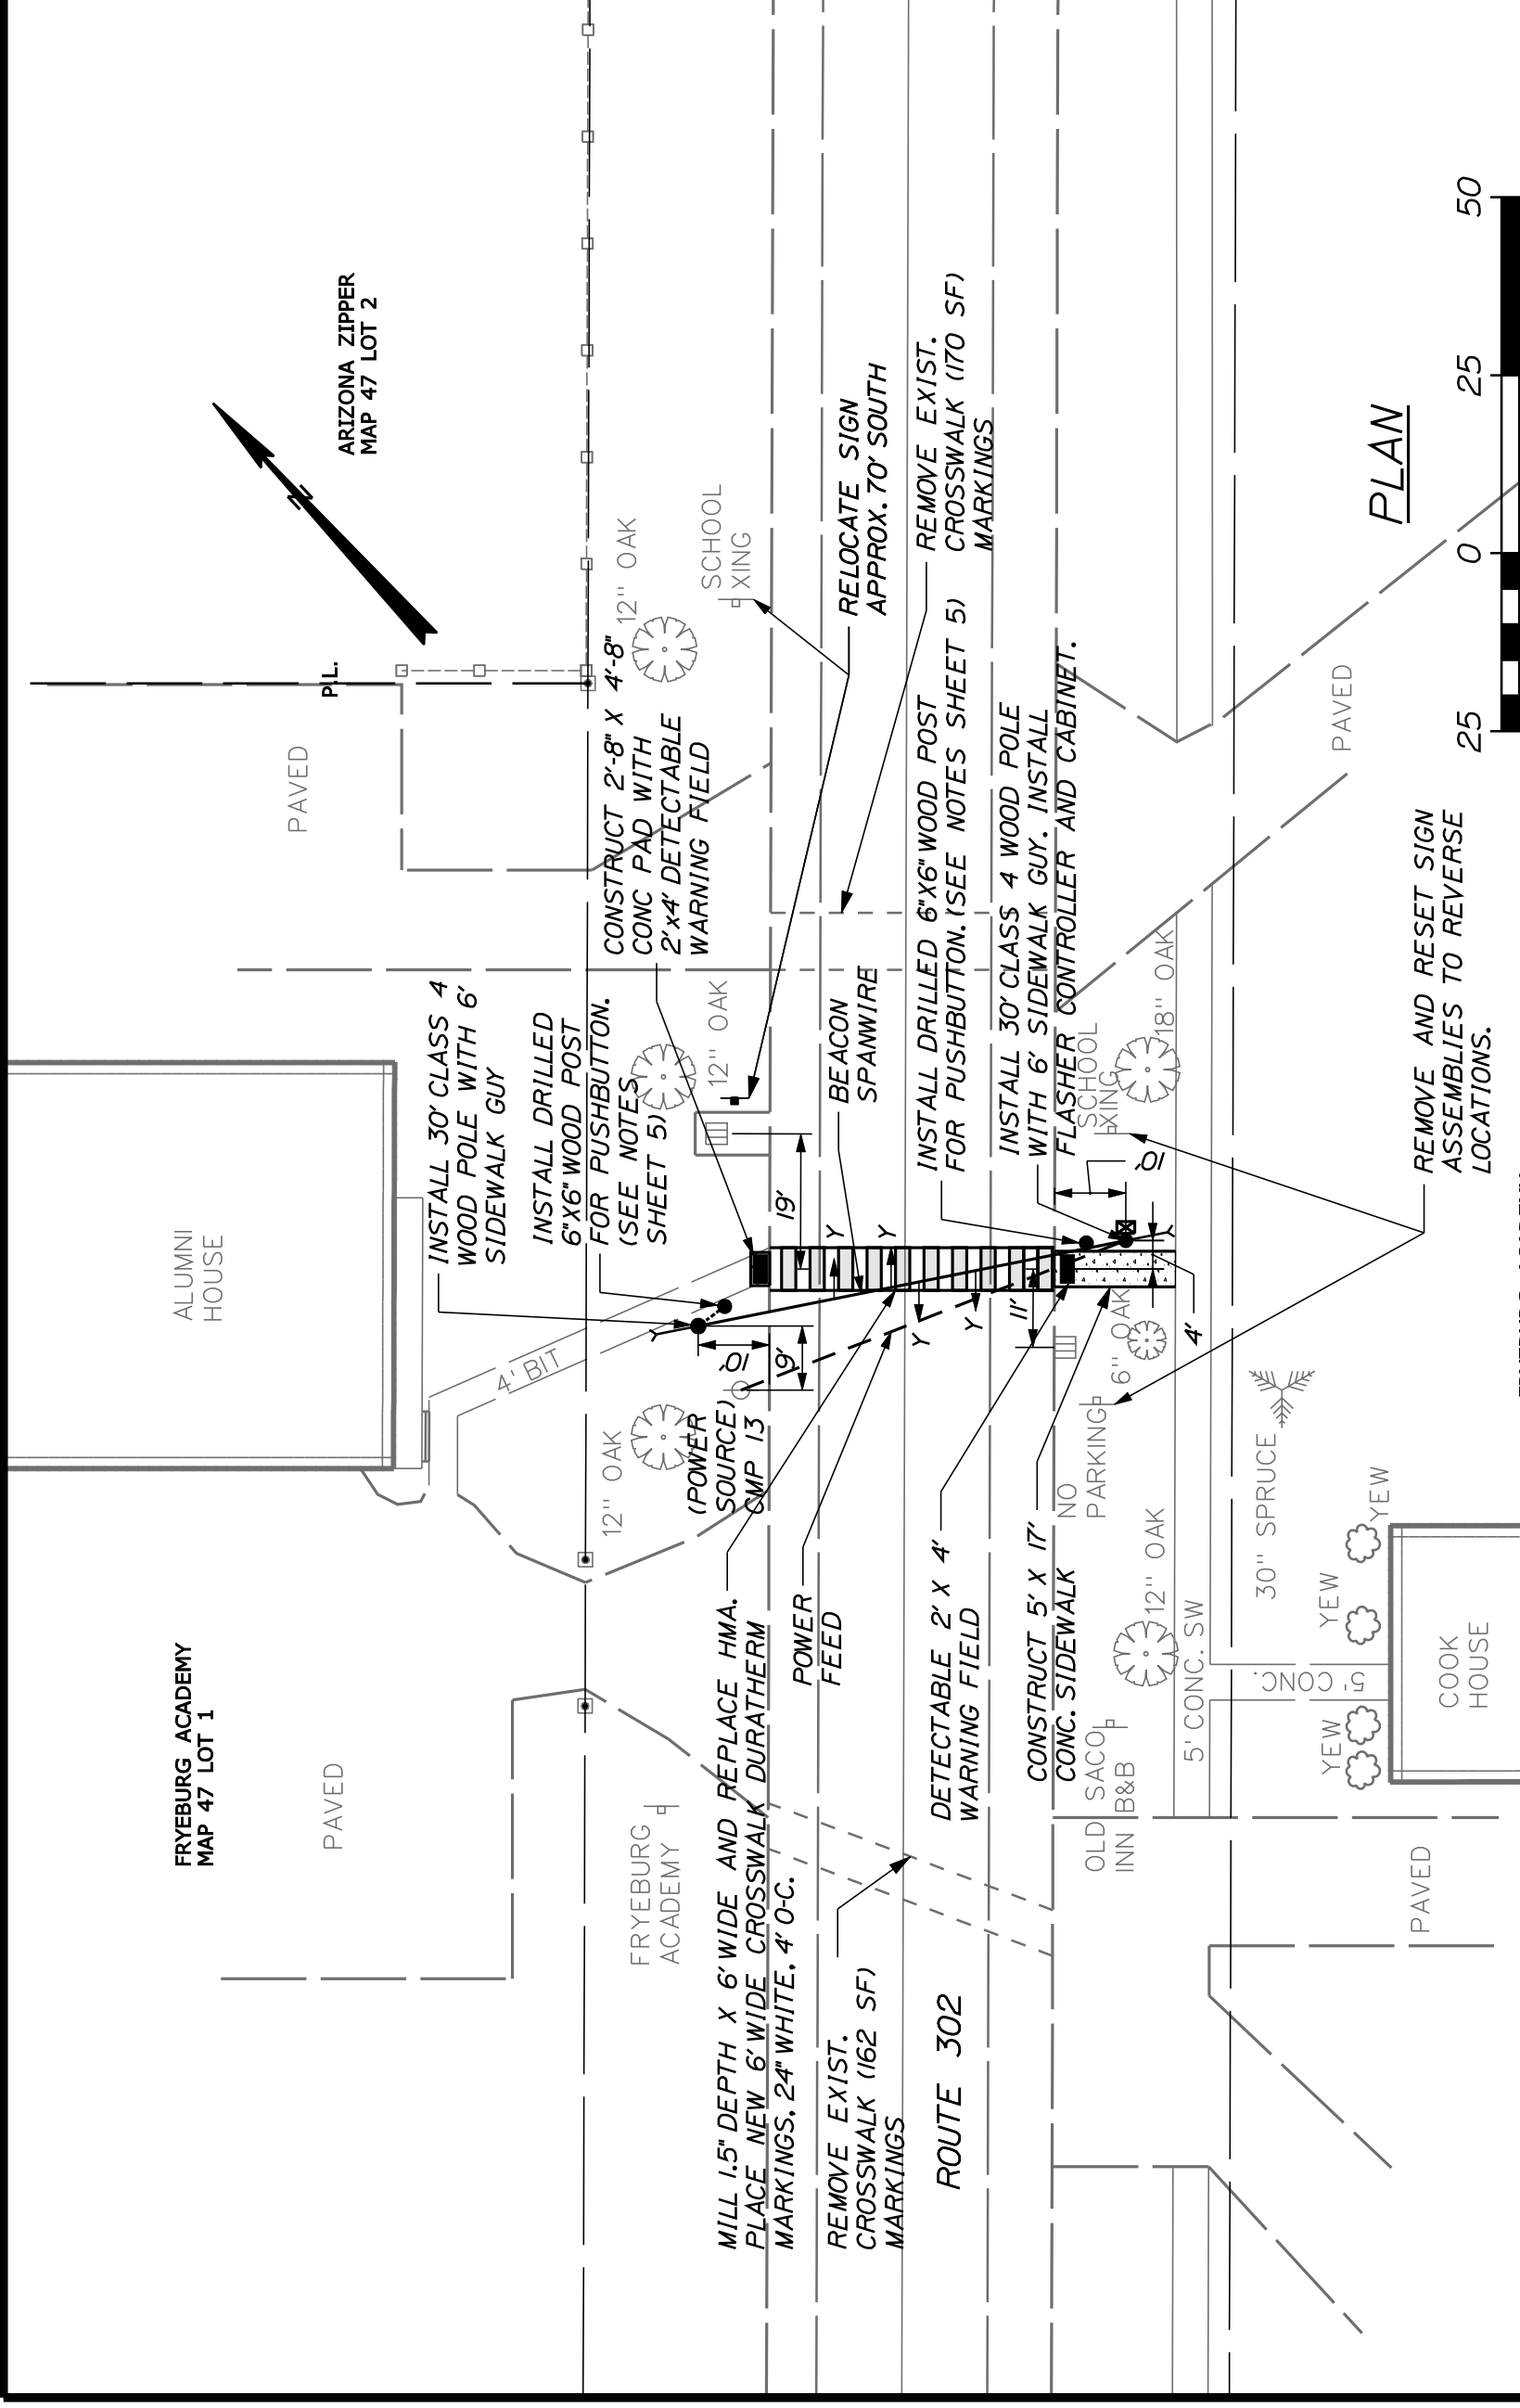 FRYEBURG ACADEMY
MAP 47 LOT 1
ALUMNI
HOUSE
ARIZONA ZIPPER
MAP 47 LOT 2
N
P.L.
PAVED
PAVED
INSTALL 30' CLASS 4
WOOD POLE WITH 6'
SIDEWALK GUY
INSTALL DRILLED
6"X6" WOOD POST
FOR PUSHBUTTON.
(SEE NOTES
SHEET 5)
CONSTRUCT 2'-8" X 4'-8"
CONC PAD WITH
2'x4' DETECTABLE
WARNING FIELD
12" OAK
SCHOOL
XING
12" OAK
12" OAK
4' BIT
(POWER
SOURCE)
CMP 13
10'
9'
19'
FRYEBURG
ACADEMY
MILL 1.5" DEPTH X 6' WIDE AND REPLACE HMA.
PLACE NEW 6' WIDE CROSSWALK DURATHERM
MARKINGS, 24" WHITE, 4' O-C.
POWER
FEED
BEACON
SPANWIRE
RELOCATE SIGN
APPROX. 70' SOUTH
REMOVE EXIST.
CROSSWALK (162 SF)
MARKINGS
REMOVE EXIST.
CROSSWALK (170 SF)
MARKINGS
Y
Y
Y
Y
ROUTE 302
DETECTABLE 2' X 4'
WARNING FIELD
INSTALL DRILLED 6"X6" WOOD POST
FOR PUSHBUTTON. (SEE NOTES SHEET 5)
INSTALL 30' CLASS 4 WOOD POLE
WITH 6' SIDEWALK GUY. INSTALL
FLASHER CONTROLLER AND CABINET.
CONSTRUCT 5' X 17'
CONC. SIDEWALK
11'
10'
4'
NO
PARKING
6" OAK
SCHOOL
XING
18" OAK
12" OAK
OLD SACO
INN B&B
5' CONC. SW
5' CONC.
30" SPRUCE
YEW
YEW
YEW
COOK
HOUSE
PAVED
PAVED
REMOVE AND RESET SIGN
ASSEMBLIES TO REVERSE
LOCATIONS.
PLAN
25 0 25 50